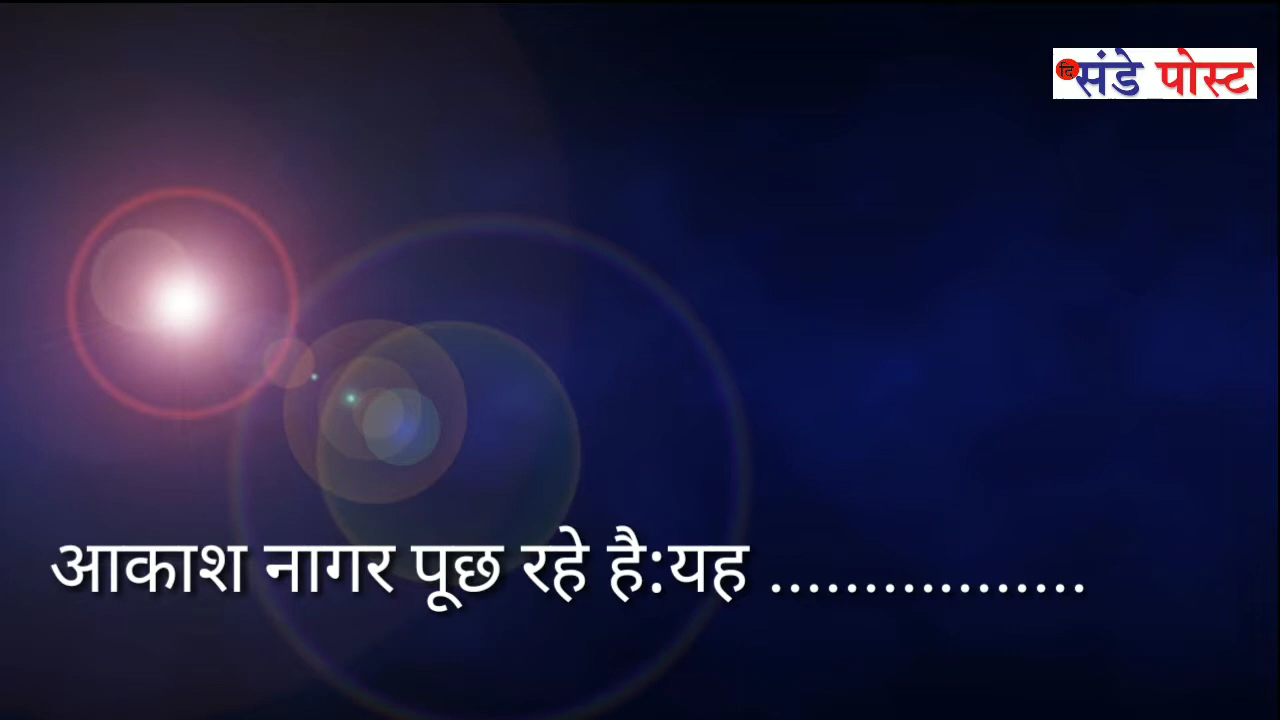 दि संडे पोस्ट
आकाश नागर पूछ रहे है:यह .................